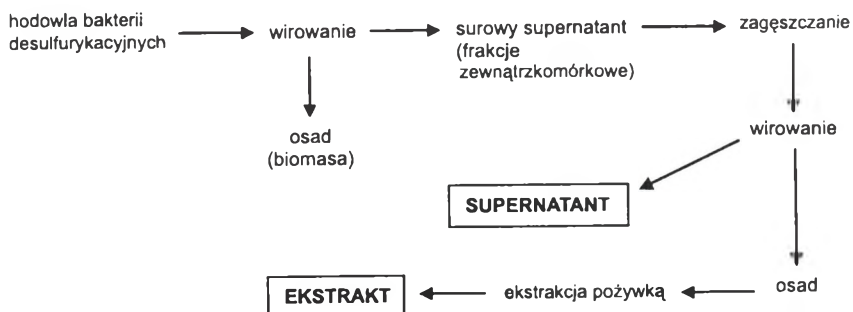 hodowla bakterii
desulfurykacyjnych
wirowanie
surowy supernatant
(frakcje
zewnątrzkomórkowe)
zagęszczanie
osad
(biomasa)
wirowanie
SUPERNATANT
osad
ekstrakcja pożywką
EKSTRAKT